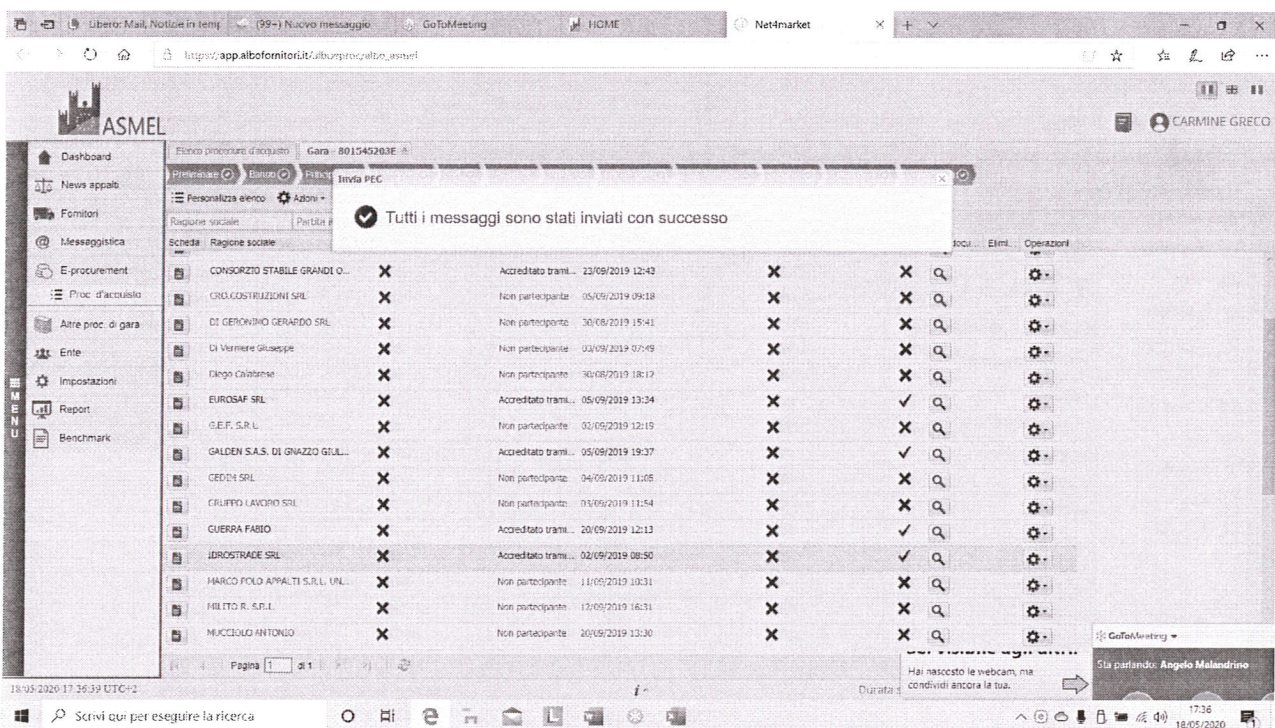 Libero: Mail, Notizie in temp (99+) Nuovo messaggio GoToMeeting HOME Net4market
https://app.albofornitori.it/alboeproc/albo_asmel
ASMEL
CARMINE GRECO
Dashboard
News appalti
Fornitori
Messaggistica
E-procurement
Proc. d'acquisto
Altre proc. di gara
Ente
Impostazioni
Report
Benchmark
MENU
Elenco procedure d'acquisto Gara - 801545203E
Preliminare Bando
Invia PEC
Tutti i messaggi sono stati inviati con successo
Personalizza elenco Azioni
Ragione sociale Partita
Scheda Ragione sociale docu... Elimi... Operazioni
CONSORZIO STABILE GRANDI O... Accreditato trami... 23/09/2019 12:43
CRO.COSTRUZIONI SRL Non partecipante 05/09/2019 09:18
DI GERONIMO GERARDO SRL Non partecipante 30/08/2019 15:41
Di Verniere Giuseppe Non partecipante 03/09/2019 07:49
Diego Calabrese Non partecipante 30/08/2019 18:12
EUROSAF SRL Accreditato trami... 05/09/2019 13:34
G.E.F. S.R.L. Non partecipante 02/09/2019 12:19
GALDEN S.A.S. DI GNAZZO GIUL... Accreditato trami... 05/09/2019 19:37
GEDIM SRL Non partecipante 04/09/2019 11:05
GRUPPO LAVORO SRL Non partecipante 03/09/2019 11:54
GUERRA FABIO Accreditato trami... 20/09/2019 12:13
IDROSTRADE SRL Accreditato trami... 02/09/2019 08:50
MARCO POLO APPALTI S.R.L. UN... Non partecipante 11/09/2019 10:31
MILITO R. S.R.L. Non partecipante 12/09/2019 16:31
MUCCIOLO ANTONIO Non partecipante 20/09/2019 13:30
Pagina 1 di 1
18/05/2020 17:36:39 UTC+2
Durata s
Sei visibile agli altri.
Hai nascosto le webcam, ma
condividi ancora la tua.
GoToMeeting
Sta parlando: Angelo Malandrino
Scrivi qui per eseguire la ricerca
17:36
18/05/2020